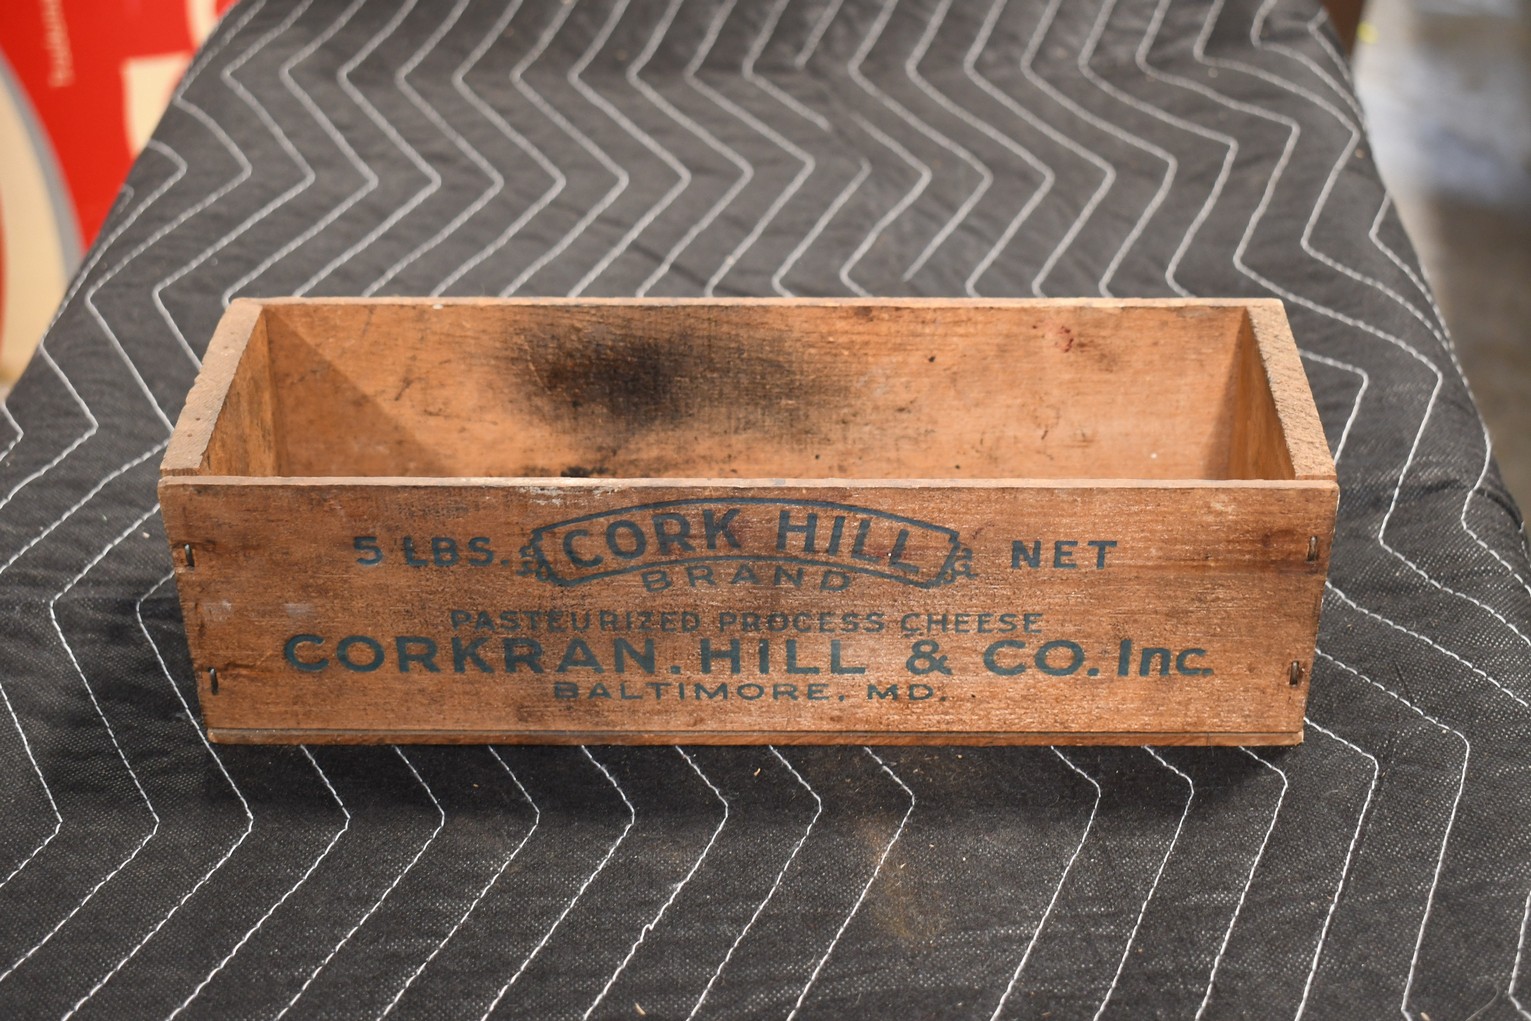 5 LBS. CORK HILL NET
BRAND
PASTEURIZED PROCESS CHEESE
CORKRAN. HILL & CO. Inc.
BALTIMORE. MD.